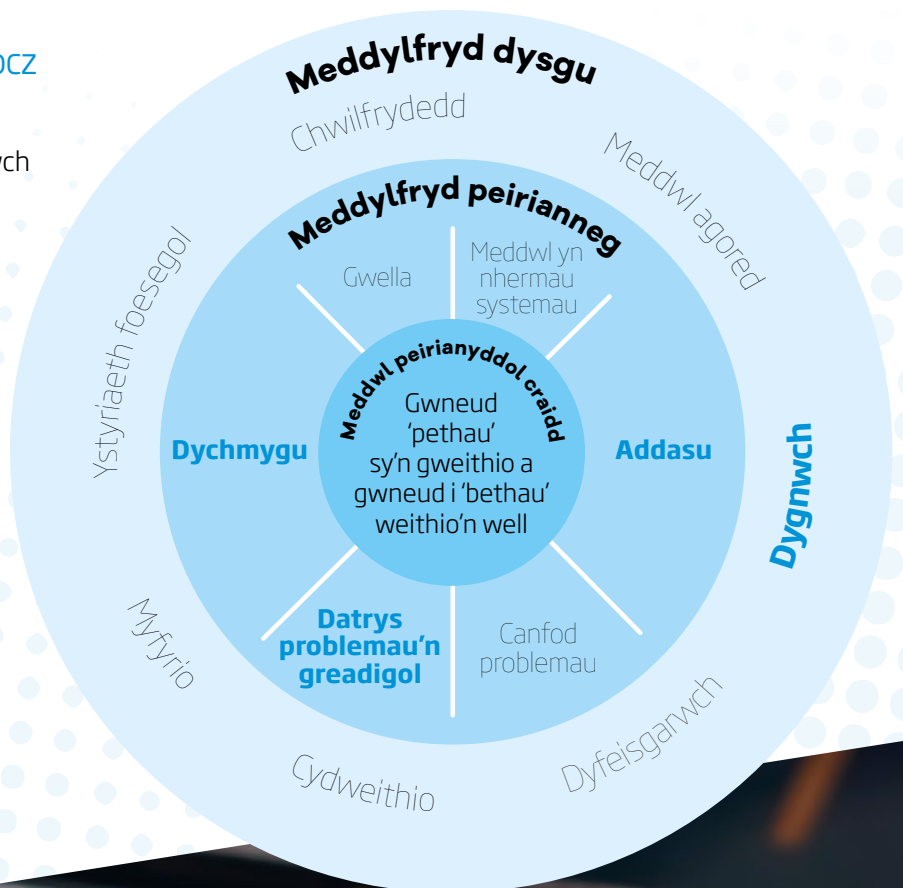 Meddylfryd dysgu
Chwilfrydedd
Meddwl agored
Dygnwch
Dyfeisgarwch
Cydweithio
Myfyrio
Ystyriaeth foesegol
Meddylfryd peirianneg
Gwella
Meddwl yn
nhermau
systemau
Addasu
Canfod
problemau
Datrys
problemau’n
greadigol
Dychmygu
Meddwl peirianyddol craidd
Gwneud
‘pethau’
sy’n gweithio a
gwneud i ‘bethau’
weithio’n well